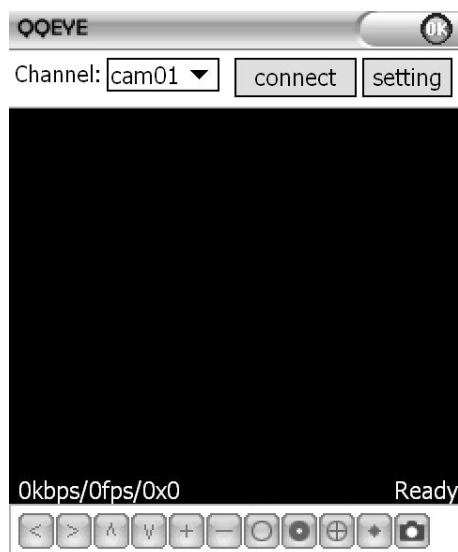 QQEYE OK
Channel: cam01 connect setting
0kbps/0fps/0x0 Ready
< > ∧ ∨ + −